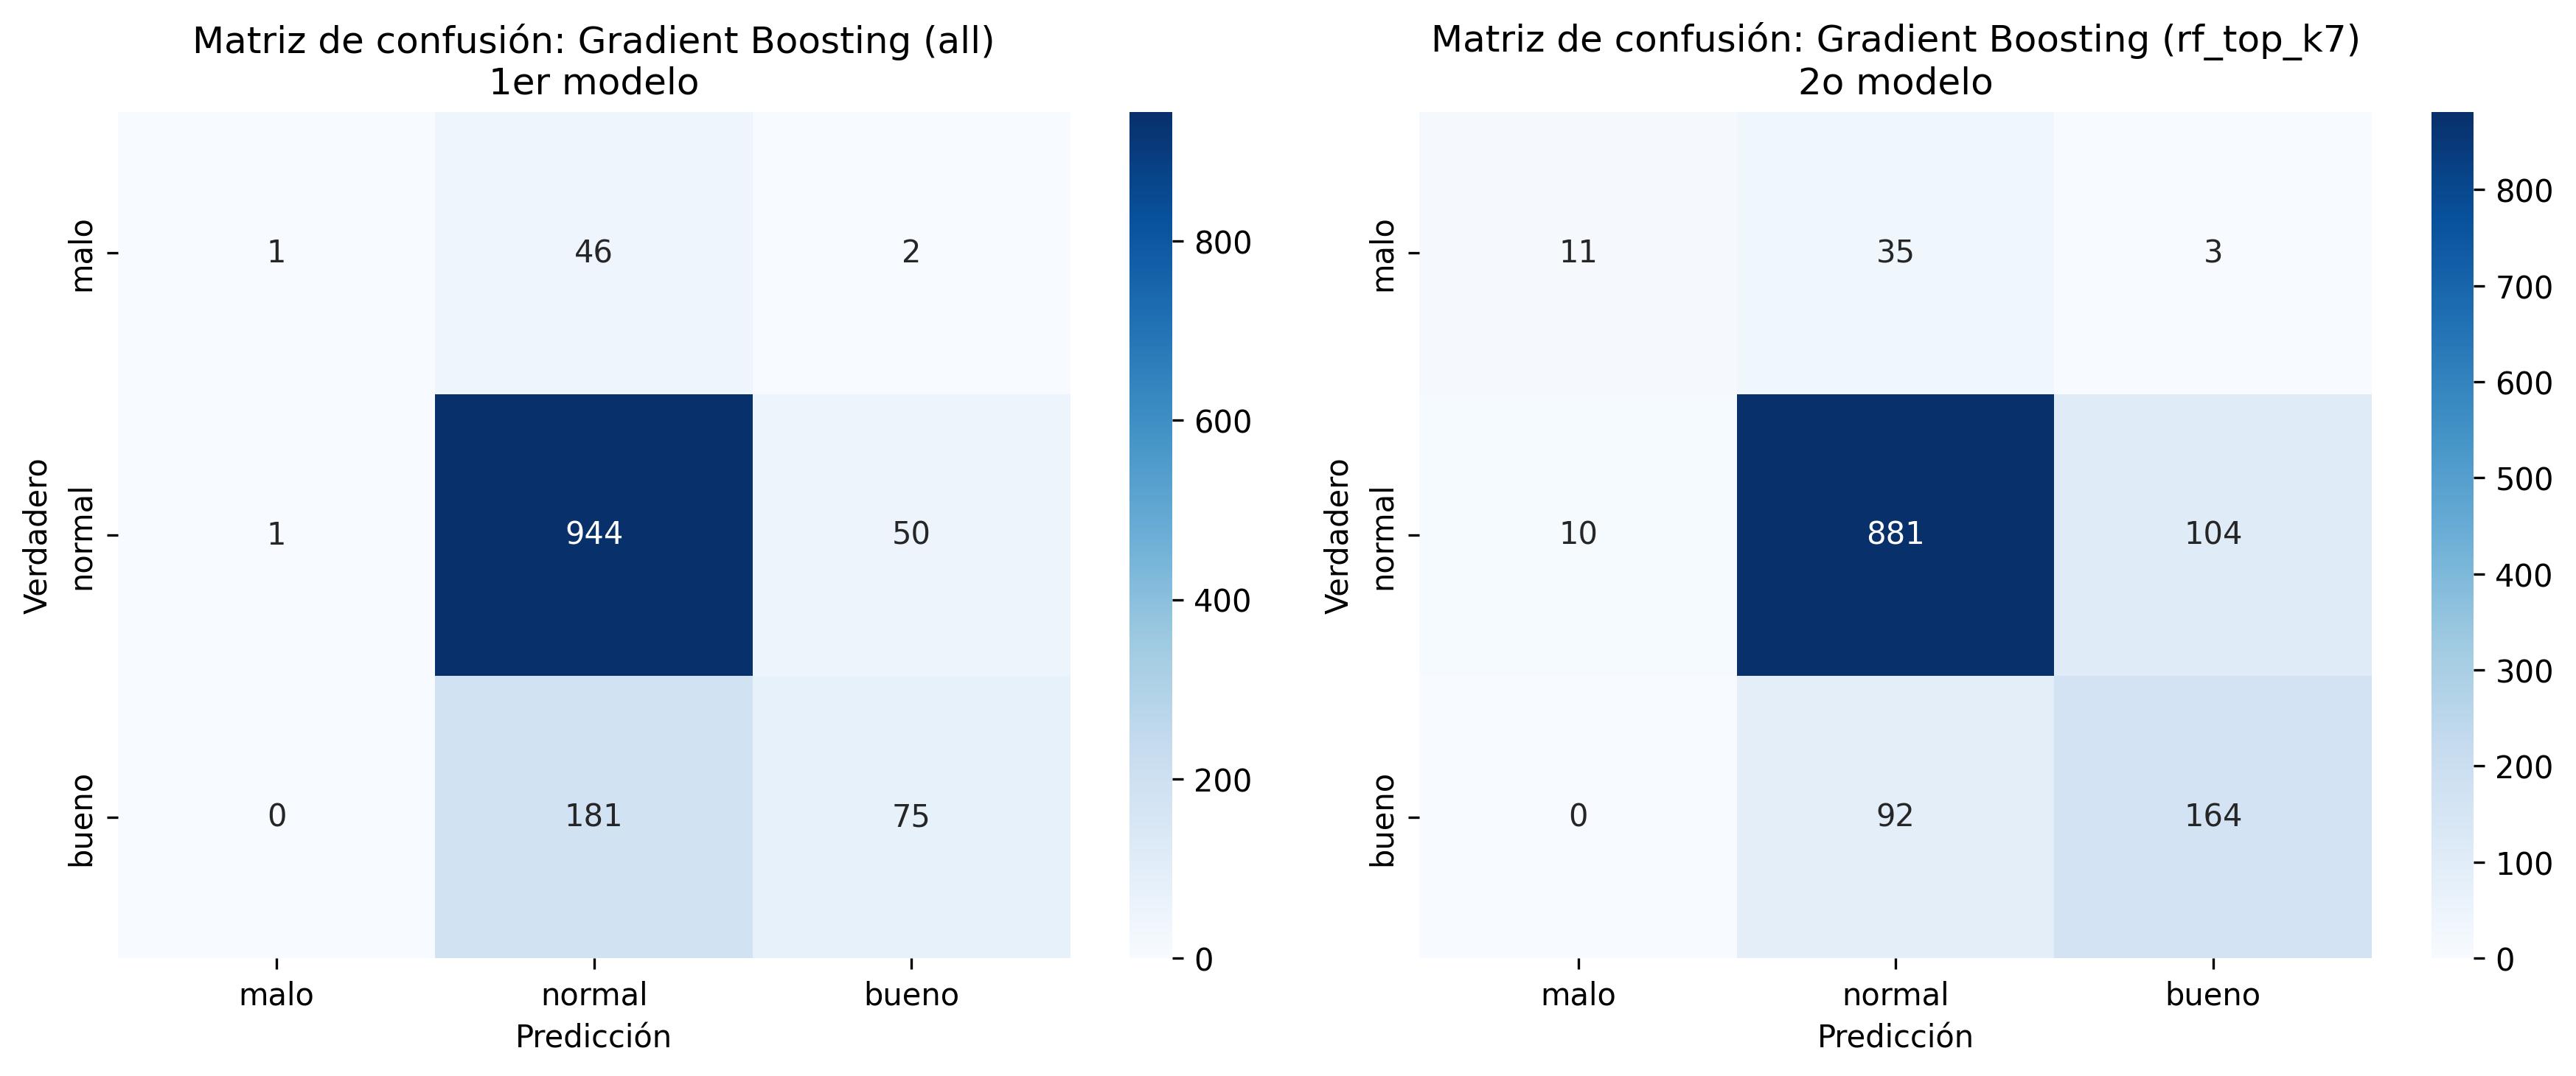 Matriz de confusión: Gradient Boosting (all)
1er modelo
Verdadero
malo
normal
bueno
1 46 2
1 944 50
0 181 75
malo normal bueno
Predicción
800
600
400
200
0
Matriz de confusión: Gradient Boosting (rf_top_k7)
2o modelo
Verdadero
malo
normal
bueno
11 35 3
10 881 104
0 92 164
malo normal bueno
Predicción
800
700
600
500
400
300
200
100
0